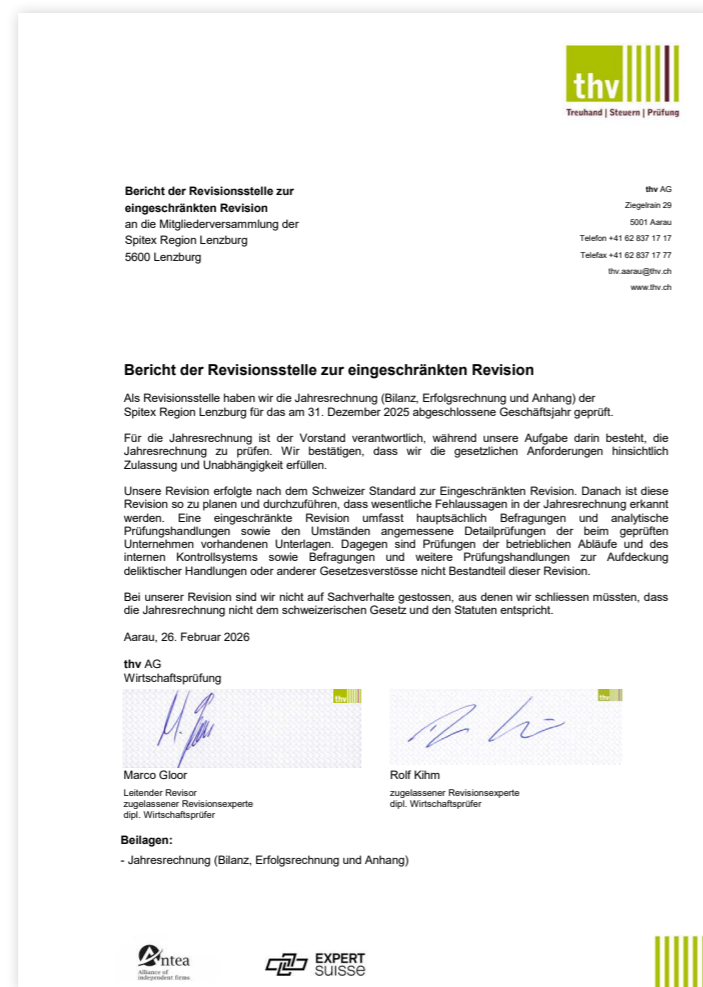 thv
Treuhand | Steuern | Prüfung
Bericht der Revisionsstelle zur
eingeschränkten Revision
an die Mitgliederversammlung der
Spitex Region Lenzburg
5600 Lenzburg
thv AG
Ziegelrain 29
5001 Aarau
Telefon +41 62 837 17 17
Telefax +41 62 837 17 77
thv.aarau@thv.ch
www.thv.ch
Bericht der Revisionsstelle zur eingeschränkten Revision
Als Revisionsstelle haben wir die Jahresrechnung (Bilanz, Erfolgsrechnung und Anhang) der
Spitex Region Lenzburg für das am 31. Dezember 2025 abgeschlossene Geschäftsjahr geprüft.
Für die Jahresrechnung ist der Vorstand verantwortlich, während unsere Aufgabe darin besteht, die
Jahresrechnung zu prüfen. Wir bestätigen, dass wir die gesetzlichen Anforderungen hinsichtlich
Zulassung und Unabhängigkeit erfüllen.
Unsere Revision erfolgte nach dem Schweizer Standard zur Eingeschränkten Revision. Danach ist diese
Revision so zu planen und durchzuführen, dass wesentliche Fehlaussagen in der Jahresrechnung erkannt
werden. Eine eingeschränkte Revision umfasst hauptsächlich Befragungen und analytische
Prüfungshandlungen sowie den Umständen angemessene Detailprüfungen der beim geprüften
Unternehmen vorhandenen Unterlagen. Dagegen sind Prüfungen der betrieblichen Abläufe und des
internen Kontrollsystems sowie Befragungen und weitere Prüfungshandlungen zur Aufdeckung
deliktischer Handlungen oder anderer Gesetzesverstösse nicht Bestandteil dieser Revision.
Bei unserer Revision sind wir nicht auf Sachverhalte gestossen, aus denen wir schliessen müssten, dass
die Jahresrechnung nicht dem schweizerischen Gesetz und den Statuten entspricht.
Aarau, 26. Februar 2026
thv AG
Wirtschaftsprüfung
thv
thv
Marco Gloor
Rolf Kihm
Leitender Revisor
zugelassener Revisionsexperte
dipl. Wirtschaftsprüfer
zugelassener Revisionsexperte
dipl. Wirtschaftsprüfer
Beilagen:
- Jahresrechnung (Bilanz, Erfolgsrechnung und Anhang)
Antea
Alliance of
independent firms
EXPERT
SUISSE